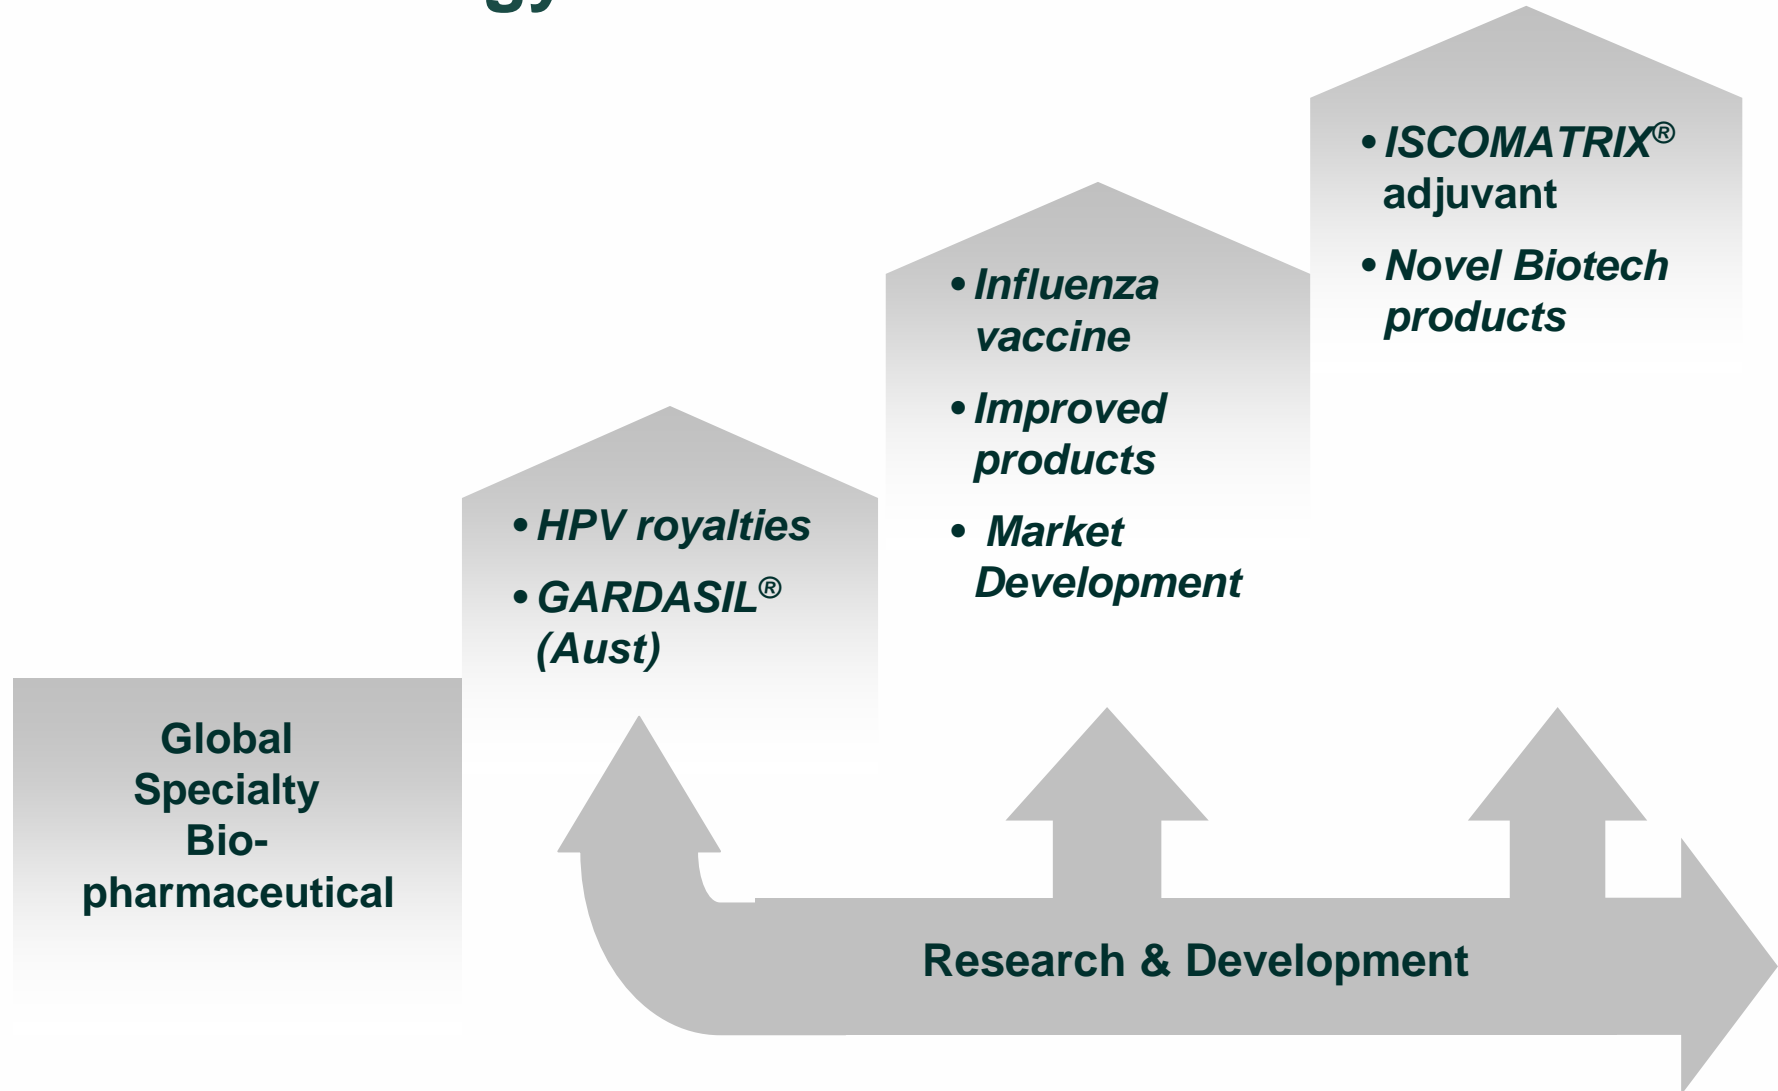 Global
Specialty
Bio-
pharmaceutical
• HPV royalties
• GARDASIL®
(Aust)
• Influenza
vaccine
• Improved
products
• Market
Development
• ISCOMATRIX®
adjuvant
• Novel Biotech
products
Research & Development